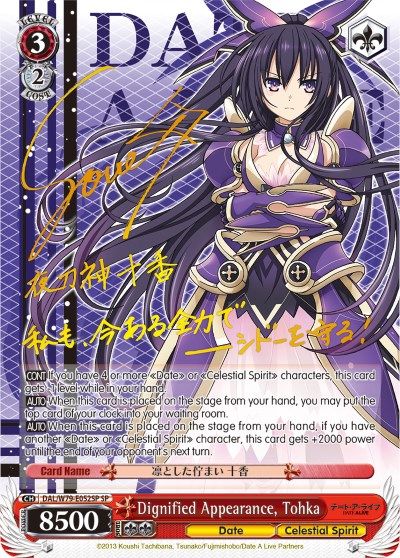 LEVEL
3
2
COST
DATE
A LIVE
夜刀神十香
私も、今ある全力で
シドーを守る！
CONT If you have 4 or more «Date» or «Celestial Spirit» characters, this card
gets -1 level while in your hand.
AUTO When this card is placed on the stage from your hand, you may put the
top card of your clock into your waiting room.
AUTO When this card is placed on the stage from your hand, if you have
another «Date» or «Celestial Spirit» character, this card gets +2000 power
until the end of your opponent's next turn.
Card Name
凛とした佇まい 十香
CH DAL/W79-E052SP SP
Dignified Appearance, Tohka
デート・ア・ライブ
DATE A LIVE
POWER
8500
SOUL
Date
Celestial Spirit
©2013 Koushi Tachibana, Tsunako/Fujimishobo/Date A Live Partners